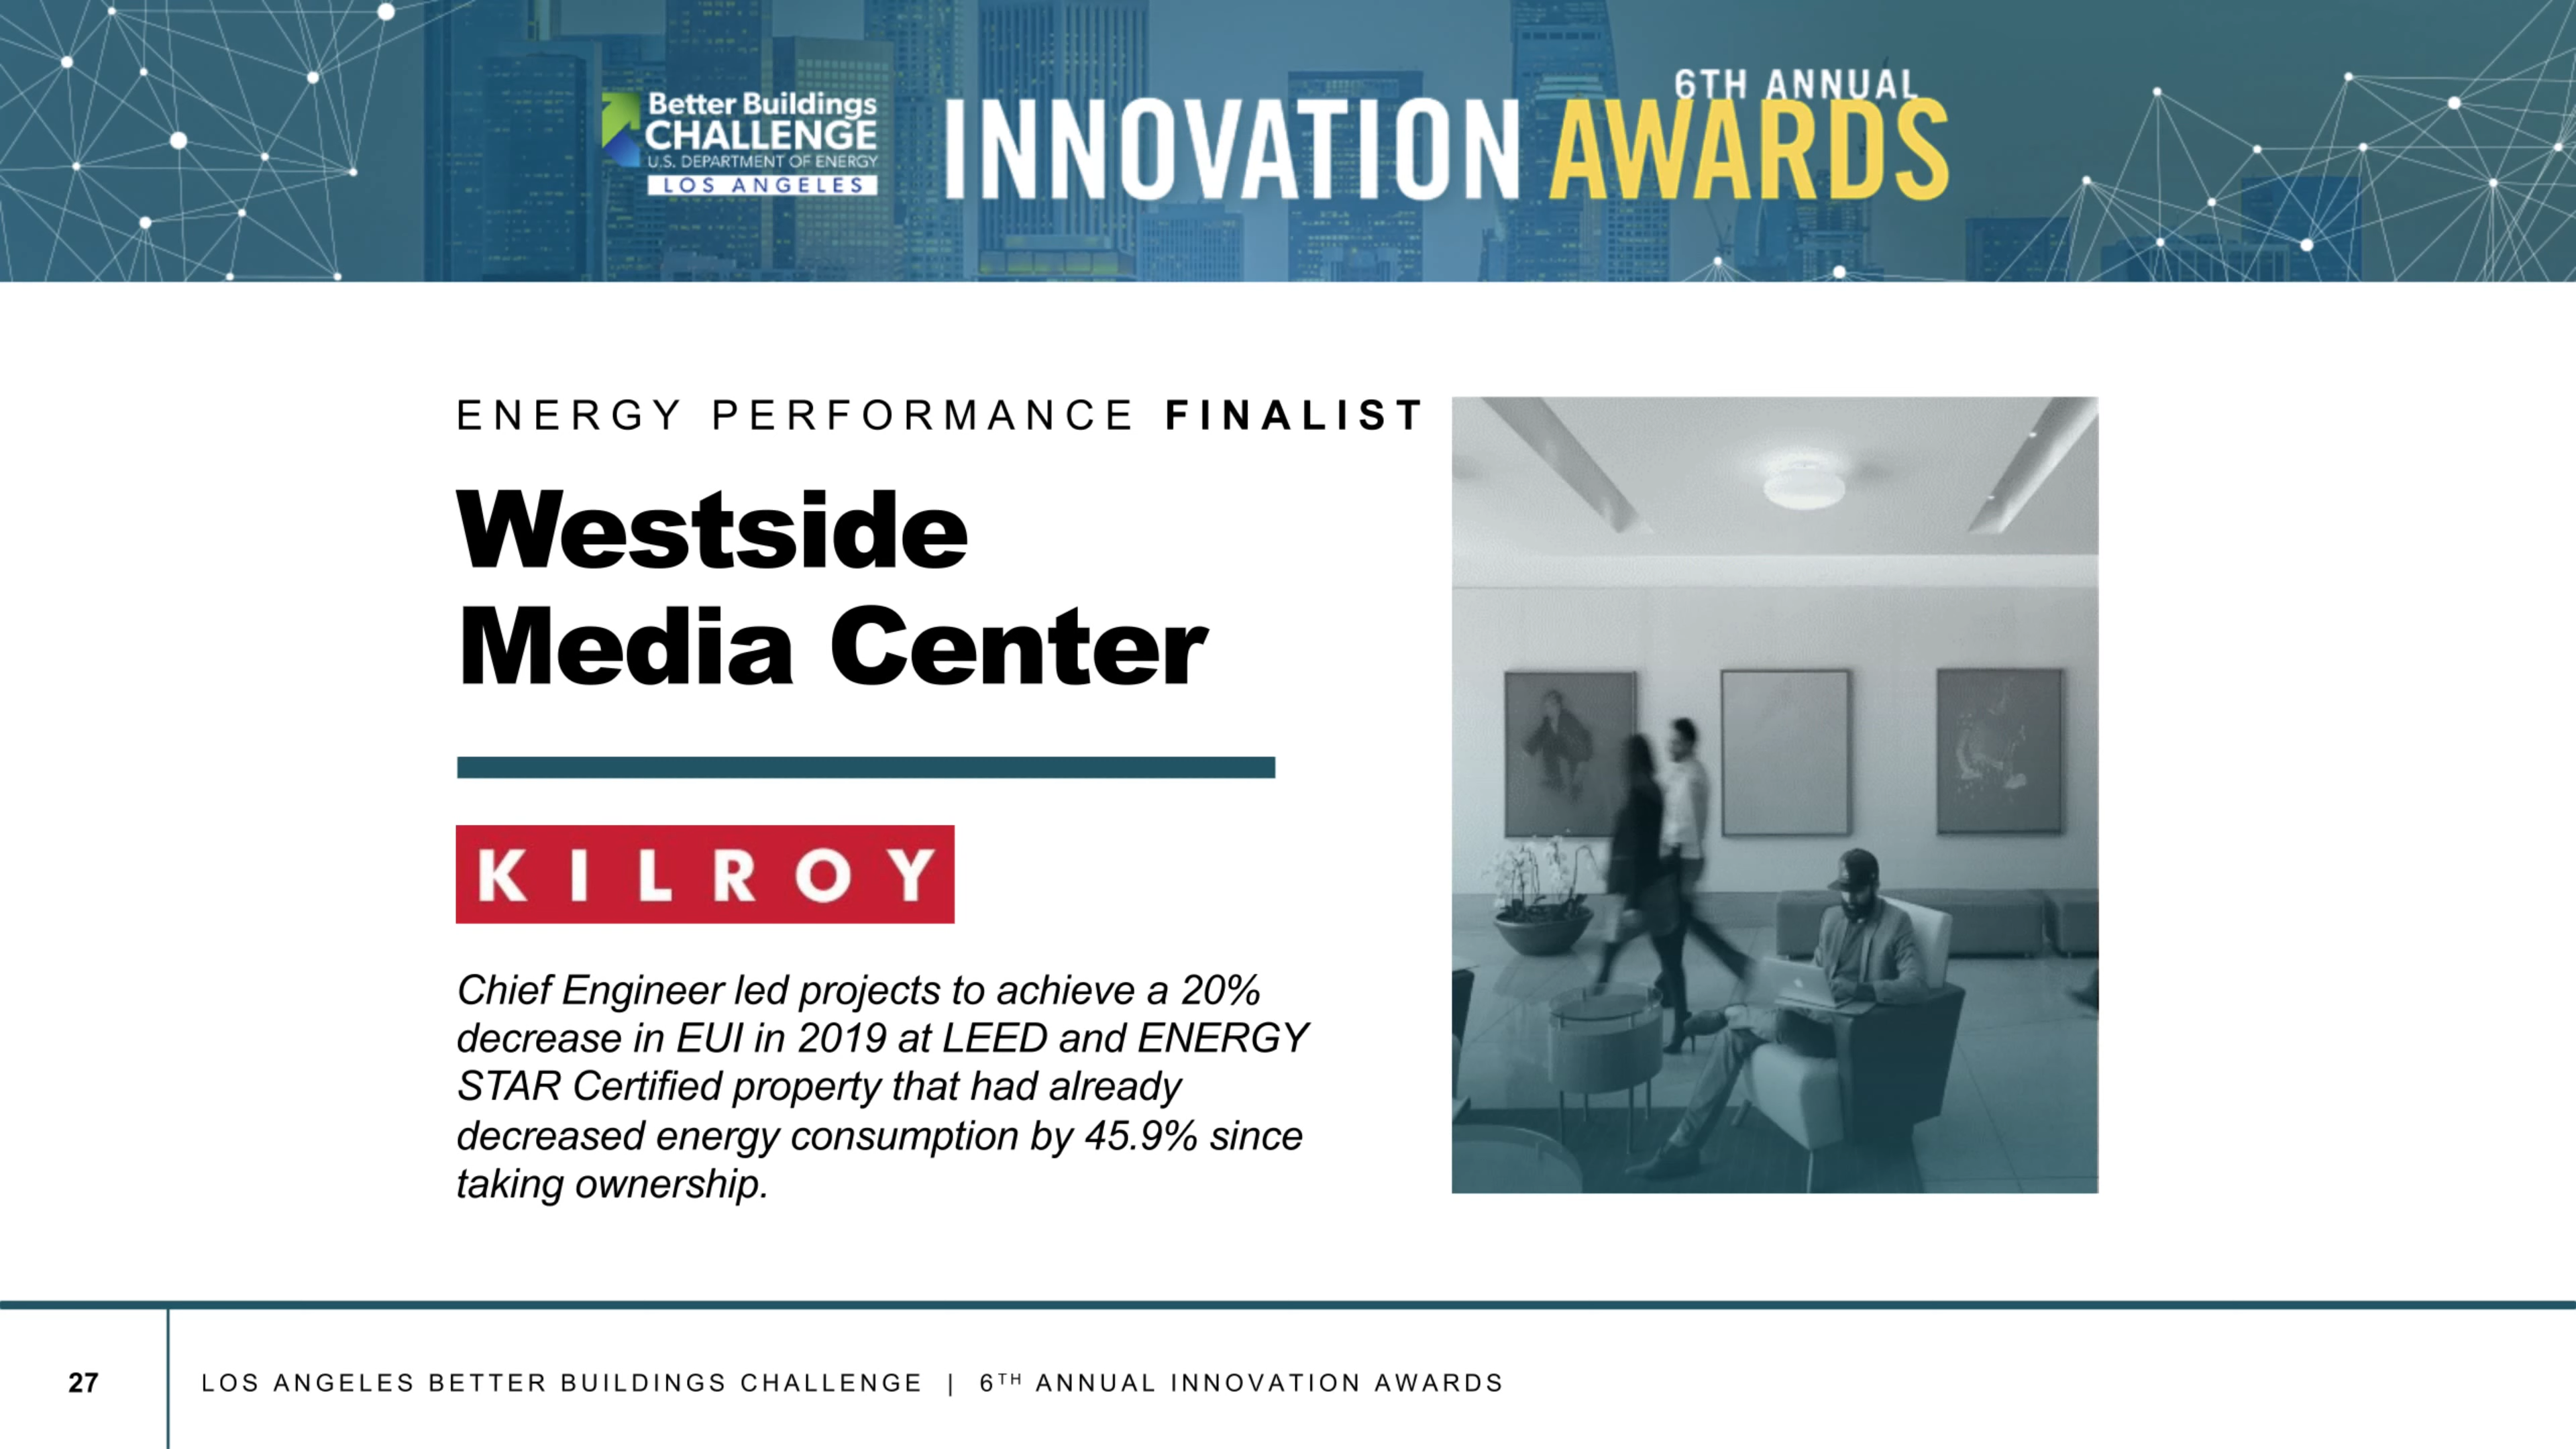 Better Buildings
CHALLENGE
U.S. DEPARTMENT OF ENERGY
LOS ANGELES
6TH ANNUAL
INNOVATION AWARDS
ENERGY PERFORMANCE FINALIST
Westside
Media Center
KILROY
Chief Engineer led projects to achieve a 20%
decrease in EUI in 2019 at LEED and ENERGY
STAR Certified property that had already
decreased energy consumption by 45.9% since
taking ownership.
27
LOS ANGELES BETTER BUILDINGS CHALLENGE | 6TH ANNUAL INNOVATION AWARDS